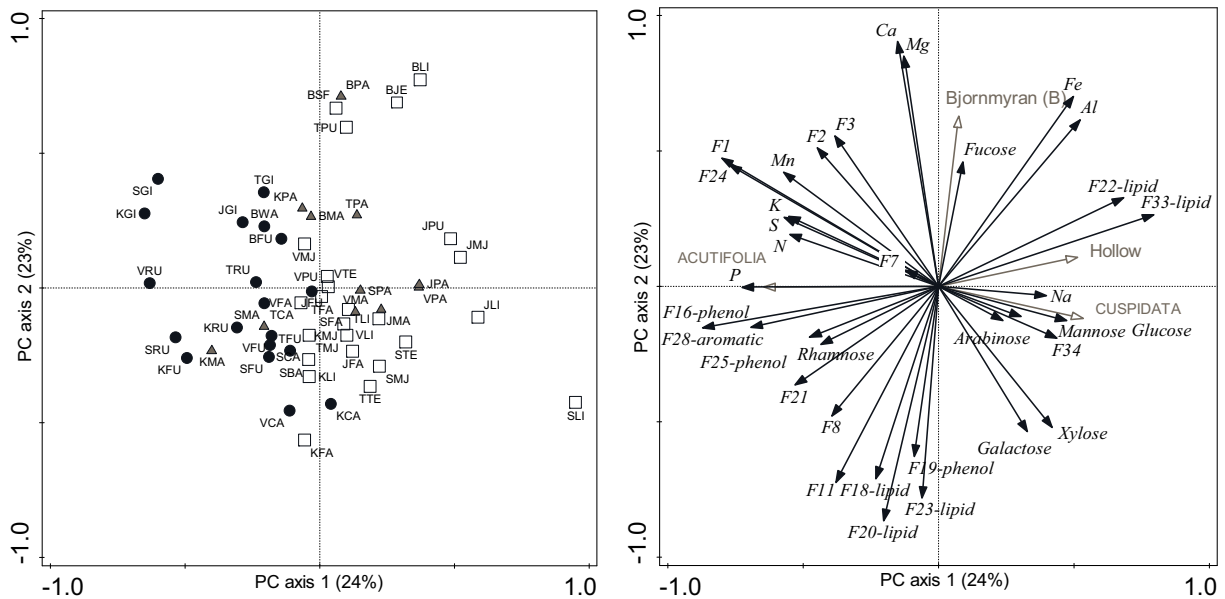 1.0
BLI
BPA
BJE
BSF
TPU
SGI
TGI
KPA
TPA
KGI
JGI
BWA
BMA
BFU
JPU
JMJ
VMJ
VRU
TRU
VPU
VTE
SPA
JPA
VPA
VFA
JFU
VMA
SMA
TCA
TFA
JLI
KRU
SFA
TLI
JMA
TFU
KMJ
VLI
SRU
VFU
TMJ
STE
KFU
KMA
SCA
JFA
SFU
SBA
KLI
SMJ
TTE
SLI
VCA
KCA
KFA
-1.0
-1.0
PC axis 1 (24%)
1.0
PC axis 2 (23%)
1.0
Ca
Mg
Fe
Bjornmyran (B)
Al
F3
F2
F1
Mn
Fucose
F24
F22-lipid
F33-lipid
K
S
N
Hollow
F7
ACUTIFOLIA
P
Na
CUSPIDATA
F16-phenol
Mannose Glucose
Arabinose
F28-aromatic
F34
F25-phenol
Rhamnose
F21
F8
Xylose
Galactose
F19-phenol
F11 F18-lipid
F23-lipid
F20-lipid
-1.0
-1.0
PC axis 1 (24%)
1.0
PC axis 2 (23%)